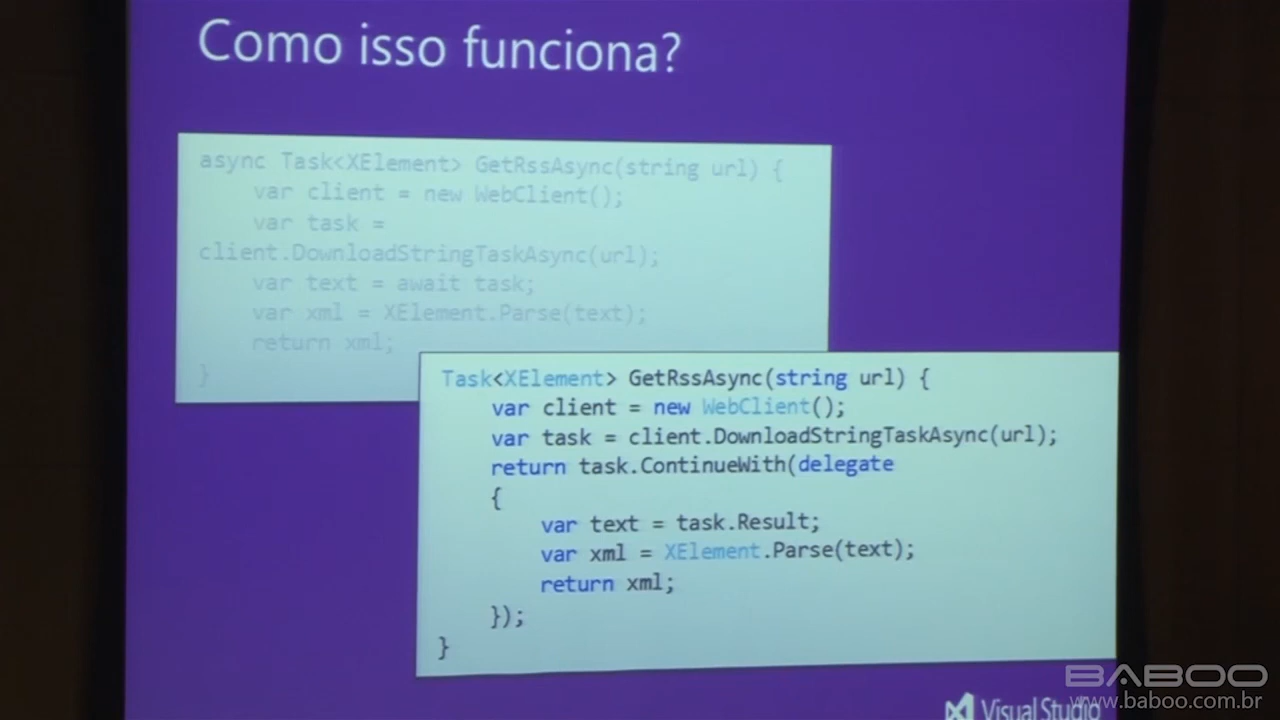 Como isso funciona?
async Task<XElement> GetRssAsync(string url) {
var client = new WebClient();
var task =
client.DownloadStringTaskAsync(url);
var text = await task;
var xml = XElement.Parse(text);
return xml;
}
Task<XElement> GetRssAsync(string url) {
var client = new WebClient();
var task = client.DownloadStringTaskAsync(url);
return task.ContinueWith(delegate
{
var text = task.Result;
var xml = XElement.Parse(text);
return xml;
});
}
BABOO
www.baboo.com.br
Visual Studio